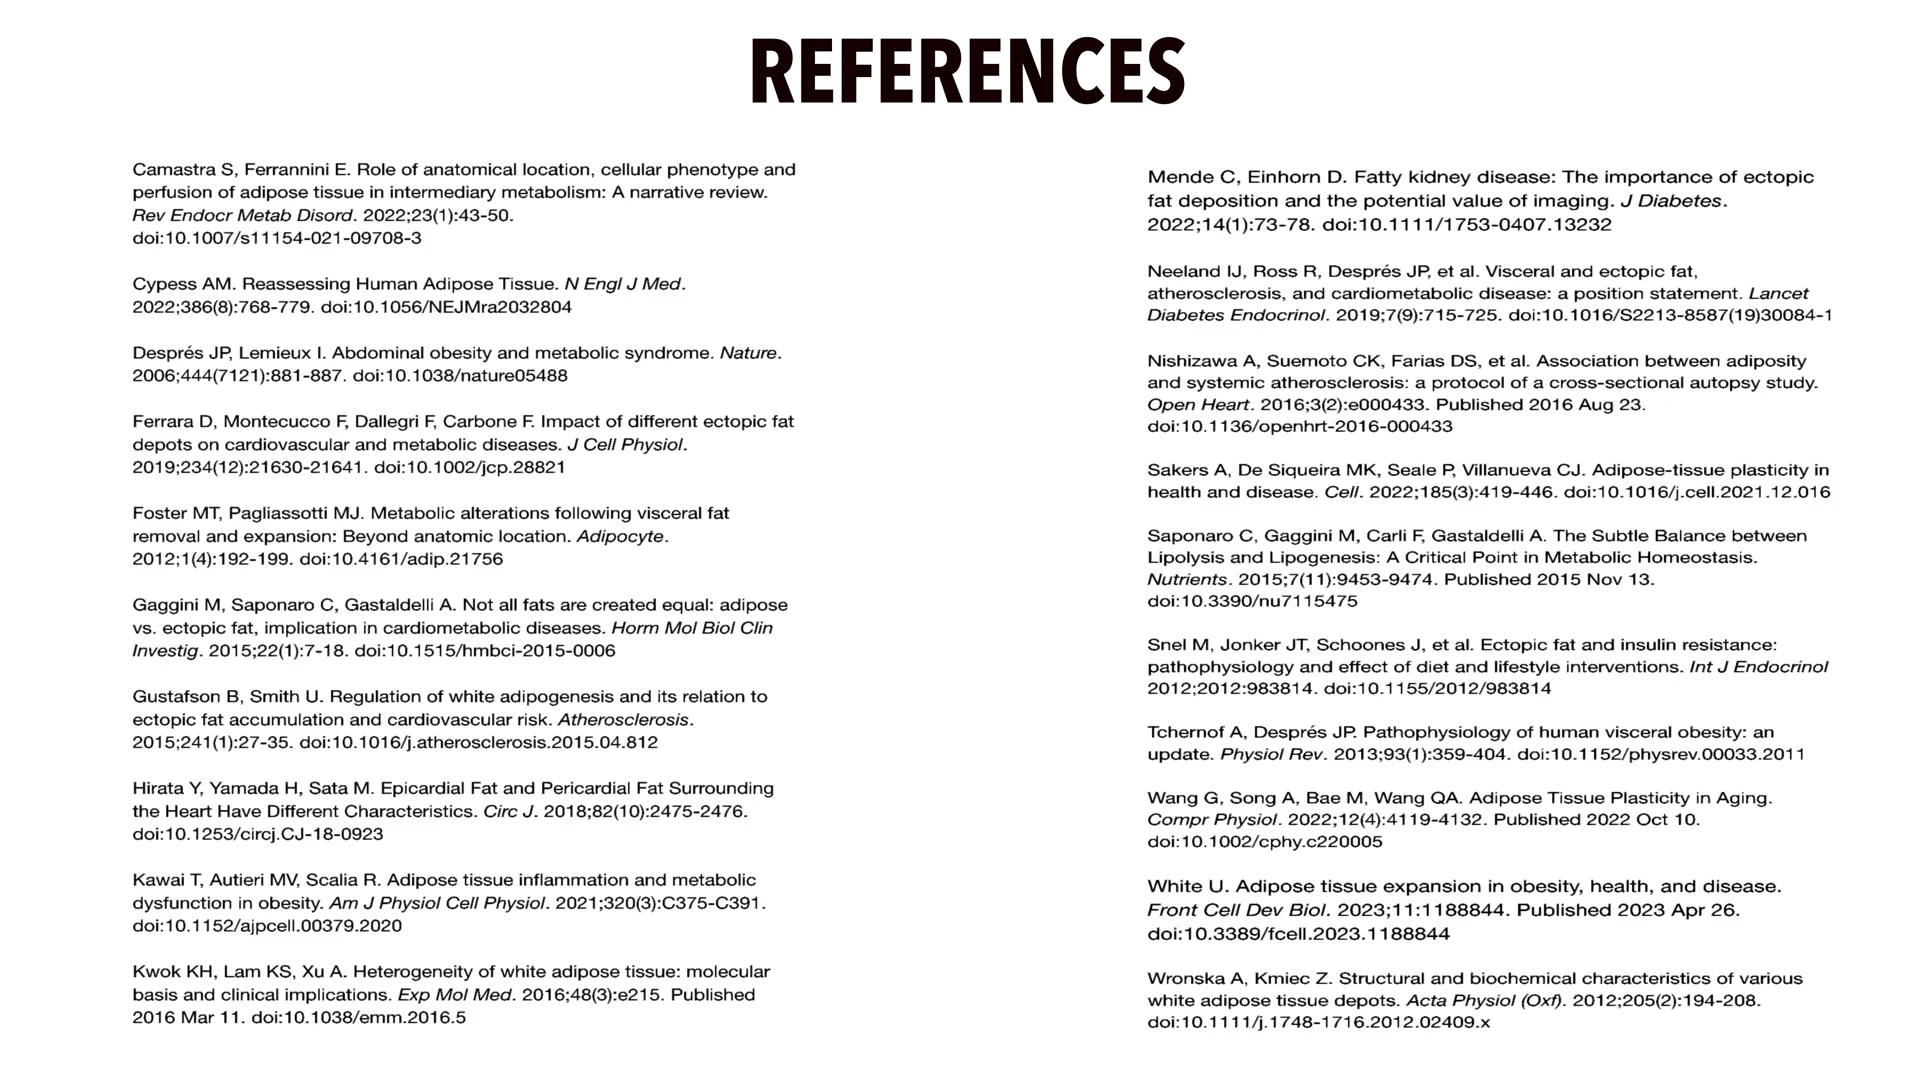 REFERENCES
Camastra S, Ferrannini E. Role of anatomical location, cellular phenotype and
perfusion of adipose tissue in intermediary metabolism: A narrative review.
Rev Endocr Metab Disord. 2022;23(1):43-50.
doi:10.1007/s11154-021-09708-3
Cypess AM. Reassessing Human Adipose Tissue. N Engl J Med.
2022;386(8):768-779. doi:10.1056/NEJMra2032804
Després JP, Lemieux I. Abdominal obesity and metabolic syndrome. Nature.
2006;444(7121):881-887. doi:10.1038/nature05488
Ferrara D, Montecucco F, Dallegri F, Carbone F. Impact of different ectopic fat
depots on cardiovascular and metabolic diseases. J Cell Physiol.
2019;234(12):21630-21641. doi:10.1002/jcp.28821
Foster MT, Pagliassotti MJ. Metabolic alterations following visceral fat
removal and expansion: Beyond anatomic location. Adipocyte.
2012;1(4):192-199. doi:10.4161/adip.21756
Gaggini M, Saponaro C, Gastaldelli A. Not all fats are created equal: adipose
vs. ectopic fat, implication in cardiometabolic diseases. Horm Mol Biol Clin
Investig. 2015;22(1):7-18. doi:10.1515/hmbci-2015-0006
Gustafson B, Smith U. Regulation of white adipogenesis and its relation to
ectopic fat accumulation and cardiovascular risk. Atherosclerosis.
2015;241(1):27-35. doi:10.1016/j.atherosclerosis.2015.04.812
Hirata Y, Yamada H, Sata M. Epicardial Fat and Pericardial Fat Surrounding
the Heart Have Different Characteristics. Circ J. 2018;82(10):2475-2476.
doi:10.1253/circj.CJ-18-0923
Kawai T, Autieri MV, Scalia R. Adipose tissue inflammation and metabolic
dysfunction in obesity. Am J Physiol Cell Physiol. 2021;320(3):C375-C391.
doi:10.1152/ajpcell.00379.2020
Kwok KH, Lam KS, Xu A. Heterogeneity of white adipose tissue: molecular
basis and clinical implications. Exp Mol Med. 2016;48(3):e215. Published
2016 Mar 11. doi:10.1038/emm.2016.5
Mende C, Einhorn D. Fatty kidney disease: The importance of ectopic
fat deposition and the potential value of imaging. J Diabetes.
2022;14(1):73-78. doi:10.1111/1753-0407.13232
Neeland IJ, Ross R, Després JP, et al. Visceral and ectopic fat,
atherosclerosis, and cardiometabolic disease: a position statement. Lancet
Diabetes Endocrinol. 2019;7(9):715-725. doi:10.1016/S2213-8587(19)30084-1
Nishizawa A, Suemoto CK, Farias DS, et al. Association between adiposity
and systemic atherosclerosis: a protocol of a cross-sectional autopsy study.
Open Heart. 2016;3(2):e000433. Published 2016 Aug 23.
doi:10.1136/openhrt-2016-000433
Sakers A, De Siqueira MK, Seale P, Villanueva CJ. Adipose-tissue plasticity in
health and disease. Cell. 2022;185(3):419-446. doi:10.1016/j.cell.2021.12.016
Saponaro C, Gaggini M, Carli F, Gastaldelli A. The Subtle Balance between
Lipolysis and Lipogenesis: A Critical Point in Metabolic Homeostasis.
Nutrients. 2015;7(11):9453-9474. Published 2015 Nov 13.
doi:10.3390/nu7115475
Snel M, Jonker JT, Schoones J, et al. Ectopic fat and insulin resistance:
pathophysiology and effect of diet and lifestyle interventions. Int J Endocrinol
2012;2012:983814. doi:10.1155/2012/983814
Tchernof A, Després JP. Pathophysiology of human visceral obesity: an
update. Physiol Rev. 2013;93(1):359-404. doi:10.1152/physrev.00033.2011
Wang G, Song A, Bae M, Wang QA. Adipose Tissue Plasticity in Aging.
Compr Physiol. 2022;12(4):4119-4132. Published 2022 Oct 10.
doi:10.1002/cphy.c220005
White U. Adipose tissue expansion in obesity, health, and disease.
Front Cell Dev Biol. 2023;11:1188844. Published 2023 Apr 26.
doi:10.3389/fcell.2023.1188844
Wronska A, Kmiec Z. Structural and biochemical characteristics of various
white adipose tissue depots. Acta Physiol (Oxf). 2012;205(2):194-208.
doi:10.1111/j.1748-1716.2012.02409.x